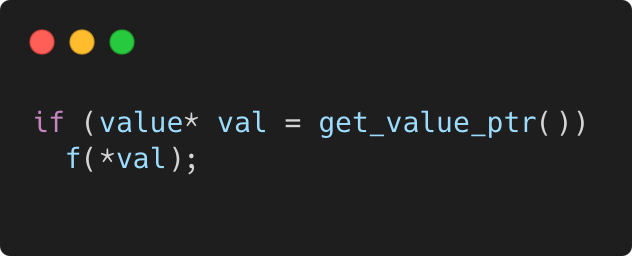 if (value* val = get_value_ptr())
  f(*val);